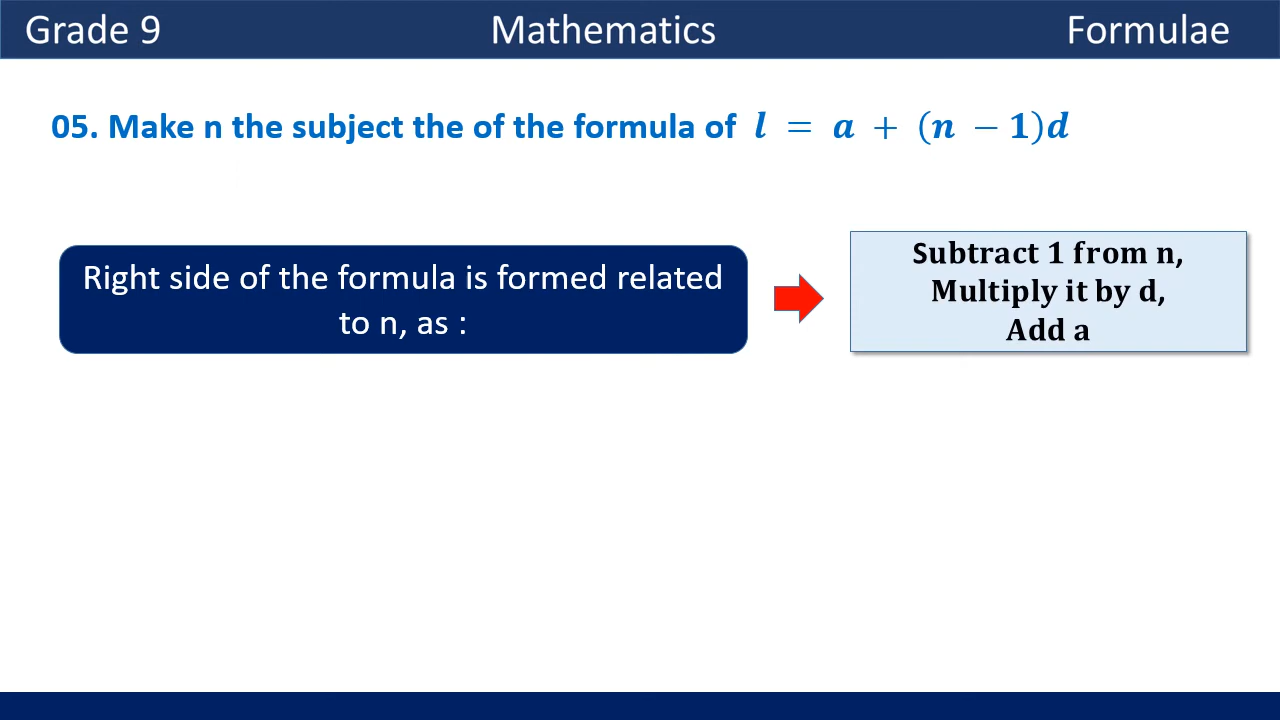 Grade 9 Mathematics Formulae
05. Make n the subject the of the formula of l = a + (n − 1)d
Right side of the formula is formed related
to n, as :
Subtract 1 from n,
Multiply it by d,
Add a